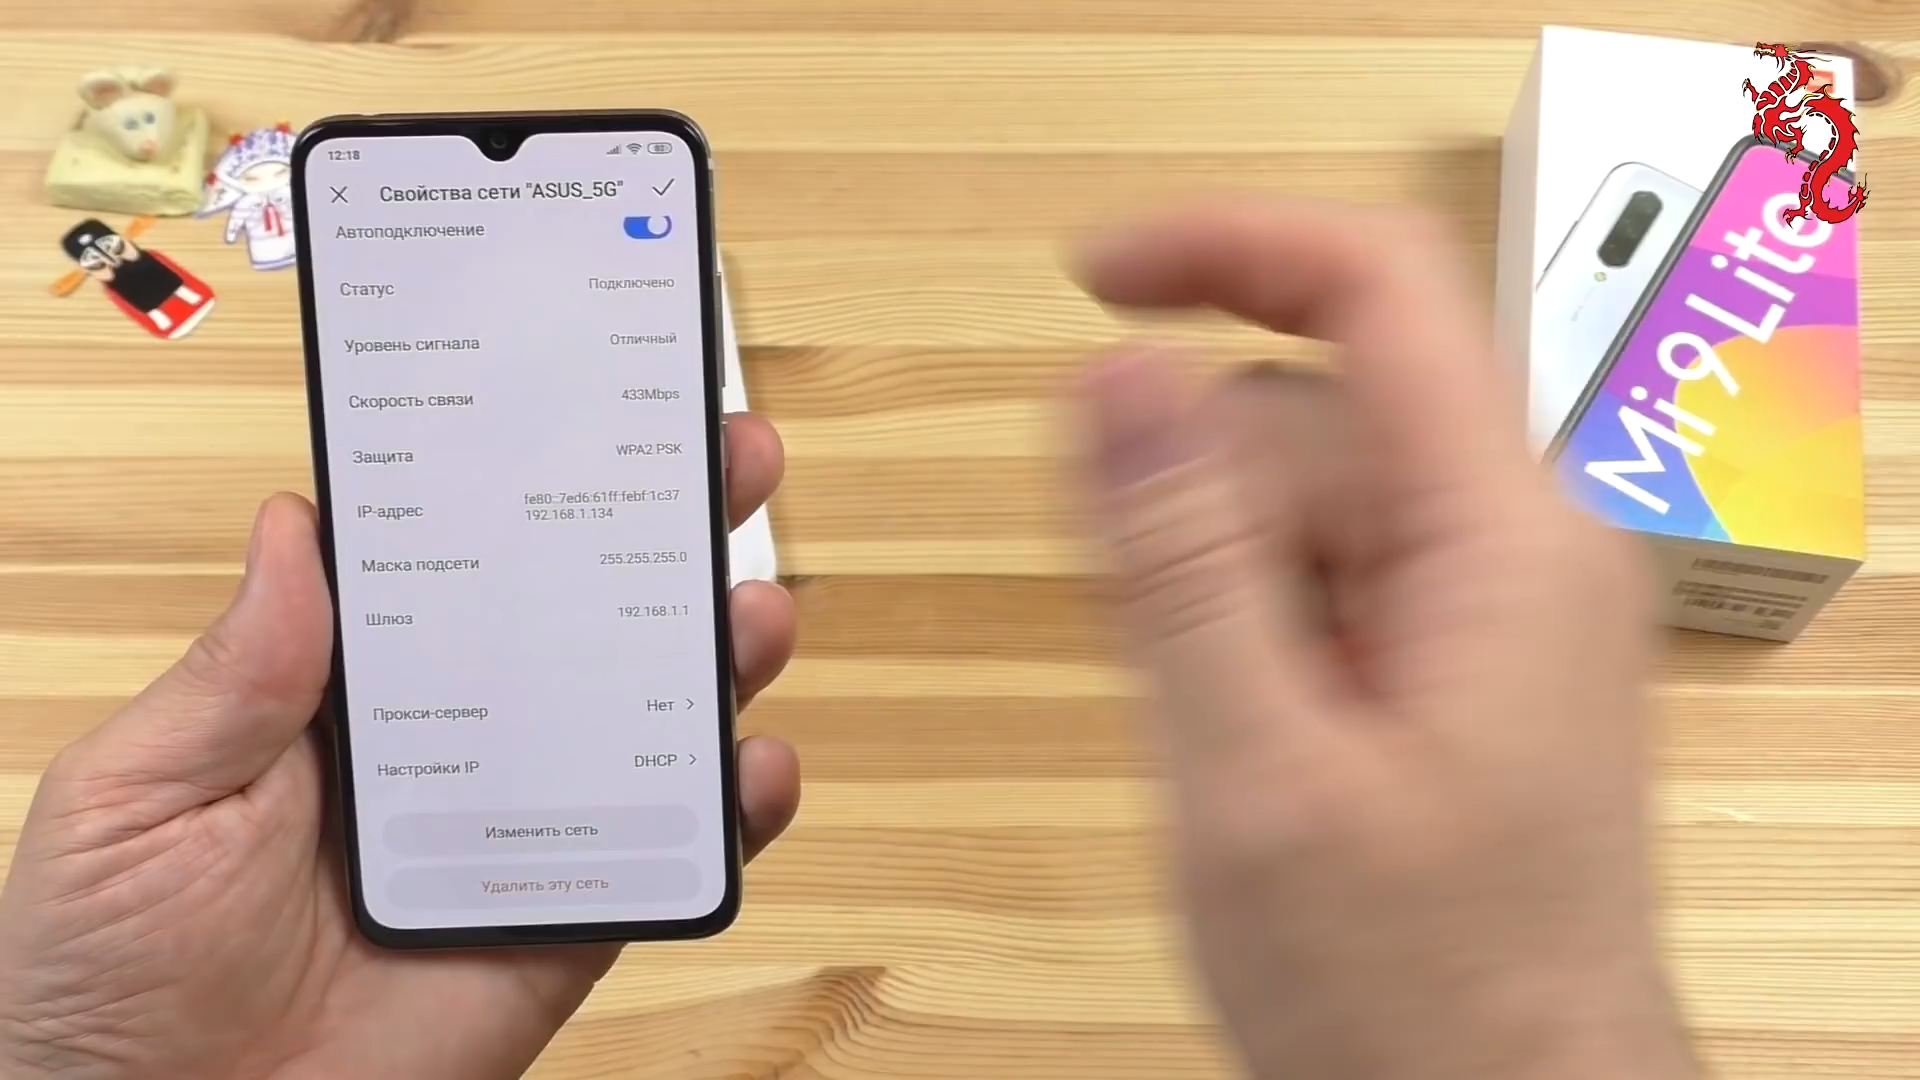 12:18
Свойства сети "ASUS_5G"
Автоподключение
Статус Подключено
Уровень сигнала Отличный
Скорость связи 433Mbps
Защита WPA2 PSK
IP-адрес fe80::7ed6:61ff:febf:1c37
192.168.1.134
Маска подсети 255.255.255.0
Шлюз 192.168.1.1
Прокси-сервер Нет
Настройки IP DHCP
Изменить сеть
Удалить эту сеть
Mi 9 Lite